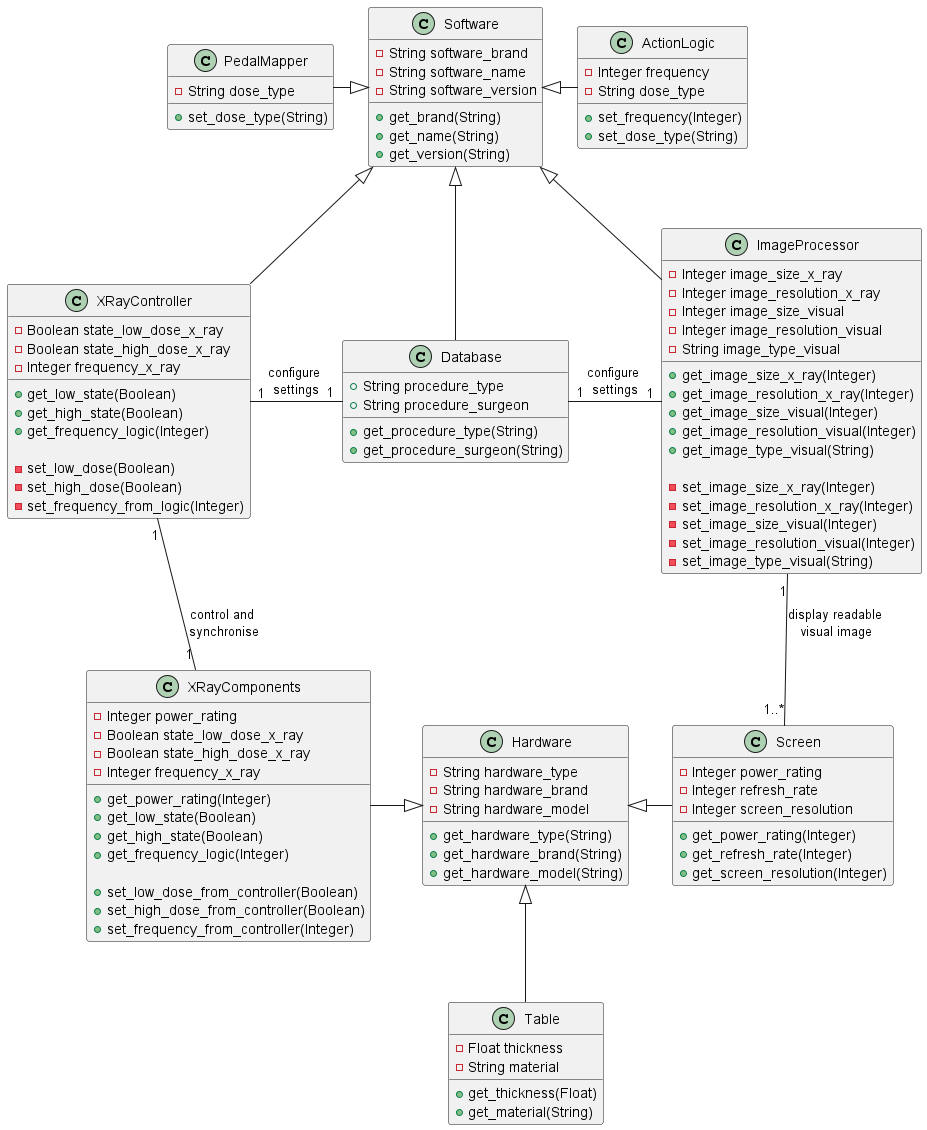 C Software
String software_brand
String software_name
String software_version
get_brand(String)
get_name(String)
get_version(String)
C PedalMapper
String dose_type
set_dose_type(String)
C ActionLogic
Integer frequency
String dose_type
set_frequency(Integer)
set_dose_type(String)
C XRayController
Boolean state_low_dose_x_ray
Boolean state_high_dose_x_ray
Integer frequency_x_ray
get_low_state(Boolean)
get_high_state(Boolean)
get_frequency_logic(Integer)
set_low_dose(Boolean)
set_high_dose(Boolean)
set_frequency_from_logic(Integer)
configure
1 settings 1
C Database
String procedure_type
String procedure_surgeon
get_procedure_type(String)
get_procedure_surgeon(String)
configure
1 settings 1
C ImageProcessor
Integer image_size_x_ray
Integer image_resolution_x_ray
Integer image_size_visual
Integer image_resolution_visual
String image_type_visual
get_image_size_x_ray(Integer)
get_image_resolution_x_ray(Integer)
get_image_size_visual(Integer)
get_image_resolution_visual(Integer)
get_image_type_visual(String)
set_image_size_x_ray(Integer)
set_image_resolution_x_ray(Integer)
set_image_size_visual(Integer)
set_image_resolution_visual(Integer)
set_image_type_visual(String)
1
control and
synchronise
1
1
display readable
visual image
1..*
C XRayComponents
Integer power_rating
Boolean state_low_dose_x_ray
Boolean state_high_dose_x_ray
Integer frequency_x_ray
get_power_rating(Integer)
get_low_state(Boolean)
get_high_state(Boolean)
get_frequency_logic(Integer)
set_low_dose_from_controller(Boolean)
set_high_dose_from_controller(Boolean)
set_frequency_from_controller(Integer)
C Hardware
String hardware_type
String hardware_brand
String hardware_model
get_hardware_type(String)
get_hardware_brand(String)
get_hardware_model(String)
C Screen
Integer power_rating
Integer refresh_rate
Integer screen_resolution
get_power_rating(Integer)
get_refresh_rate(Integer)
get_screen_resolution(Integer)
C Table
Float thickness
String material
get_thickness(Float)
get_material(String)